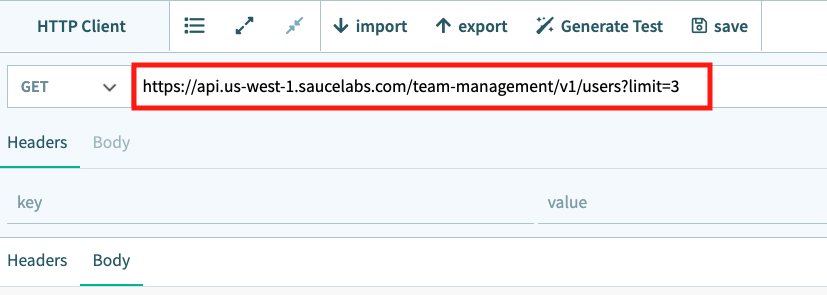 HTTP Client import export Generate Test save
GET https://api.us-west-1.saucelabs.com/team-management/v1/users?limit=3
Headers Body
key value
Headers Body